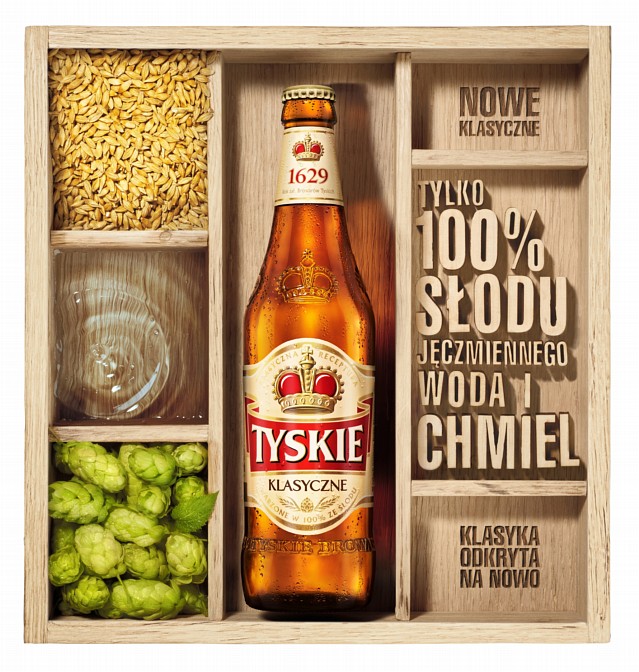 1629
TYSKIE
KLASYCZNE
NOWE
KLASYCZNE
TYLKO
100%
SŁODU
JĘCZMIENNEGO
WODA I
CHMIEL
KLASYKA
ODKRYTA
NA NOWO